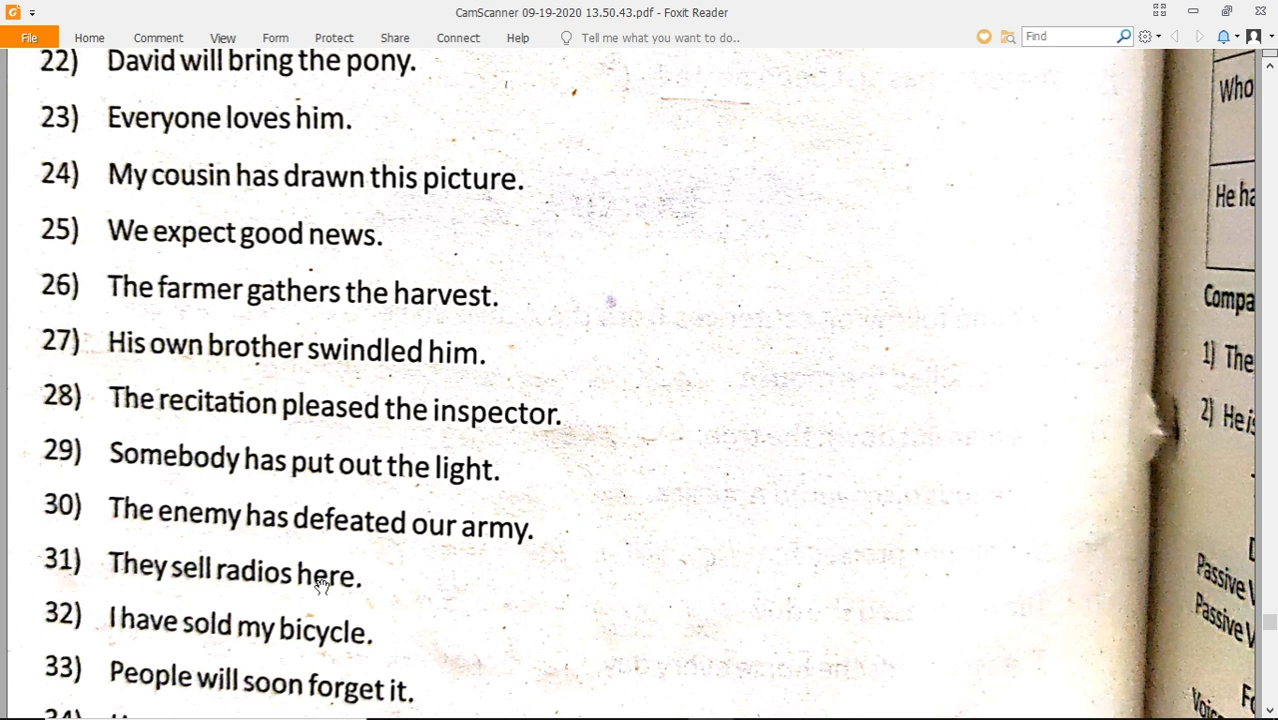 CamScanner 09-19-2020 13.50.43.pdf - Foxit Reader
File Home Comment View Form Protect Share Connect Help Tell me what you want to do.. Find
22) David will bring the pony.
23) Everyone loves him.
24) My cousin has drawn this picture.
25) We expect good news.
26) The farmer gathers the harvest.
27) His own brother swindled him.
28) The recitation pleased the inspector.
29) Somebody has put out the light.
30) The enemy has defeated our army.
31) They sell radios here.
32) I have sold my bicycle.
33) People will soon forget it.
Who
He ha
Compa
1) The
2) He is
Passive V
Passive V